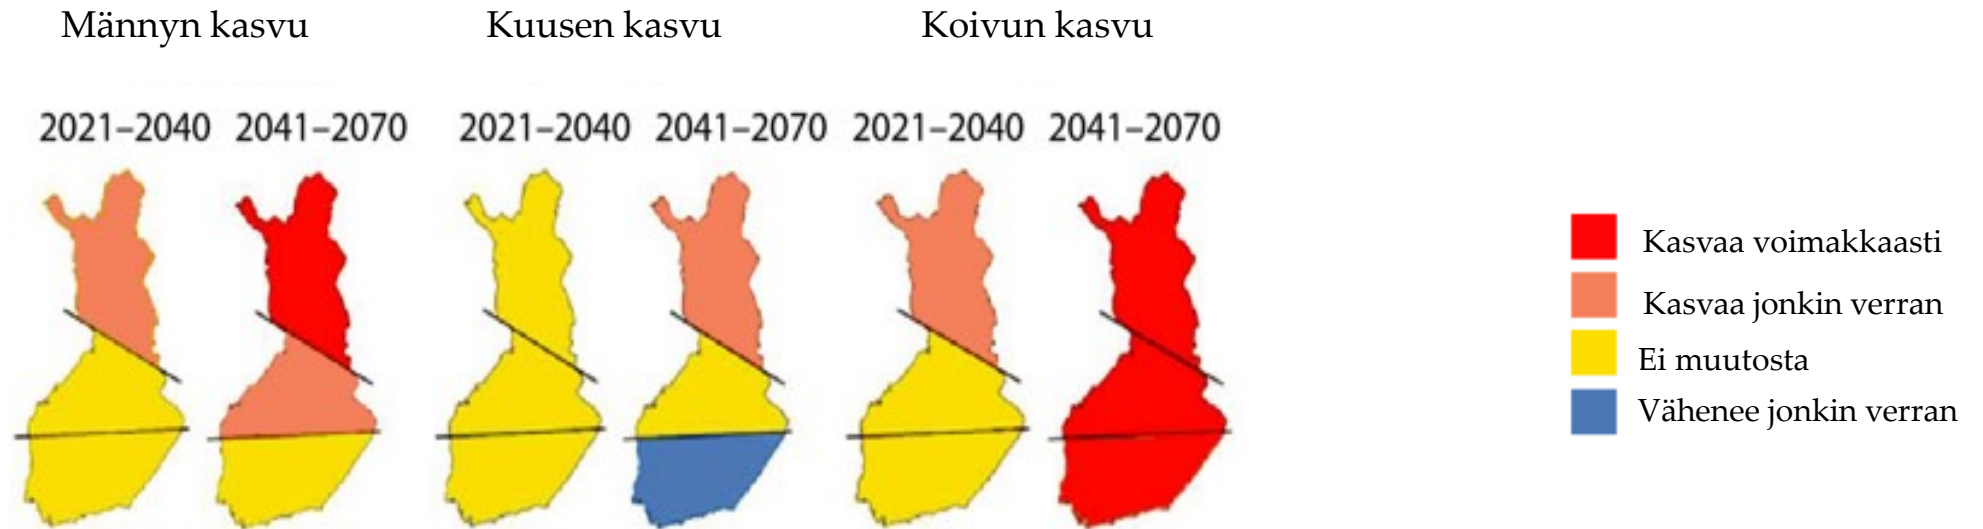 Männyn kasvu
Kuusen kasvu
Koivun kasvu
2021–2040 2041–2070
2021–2040 2041–2070
2021–2040 2041–2070
Kasvaa voimakkaasti
Kasvaa jonkin verran
Ei muutosta
Vähenee jonkin verran